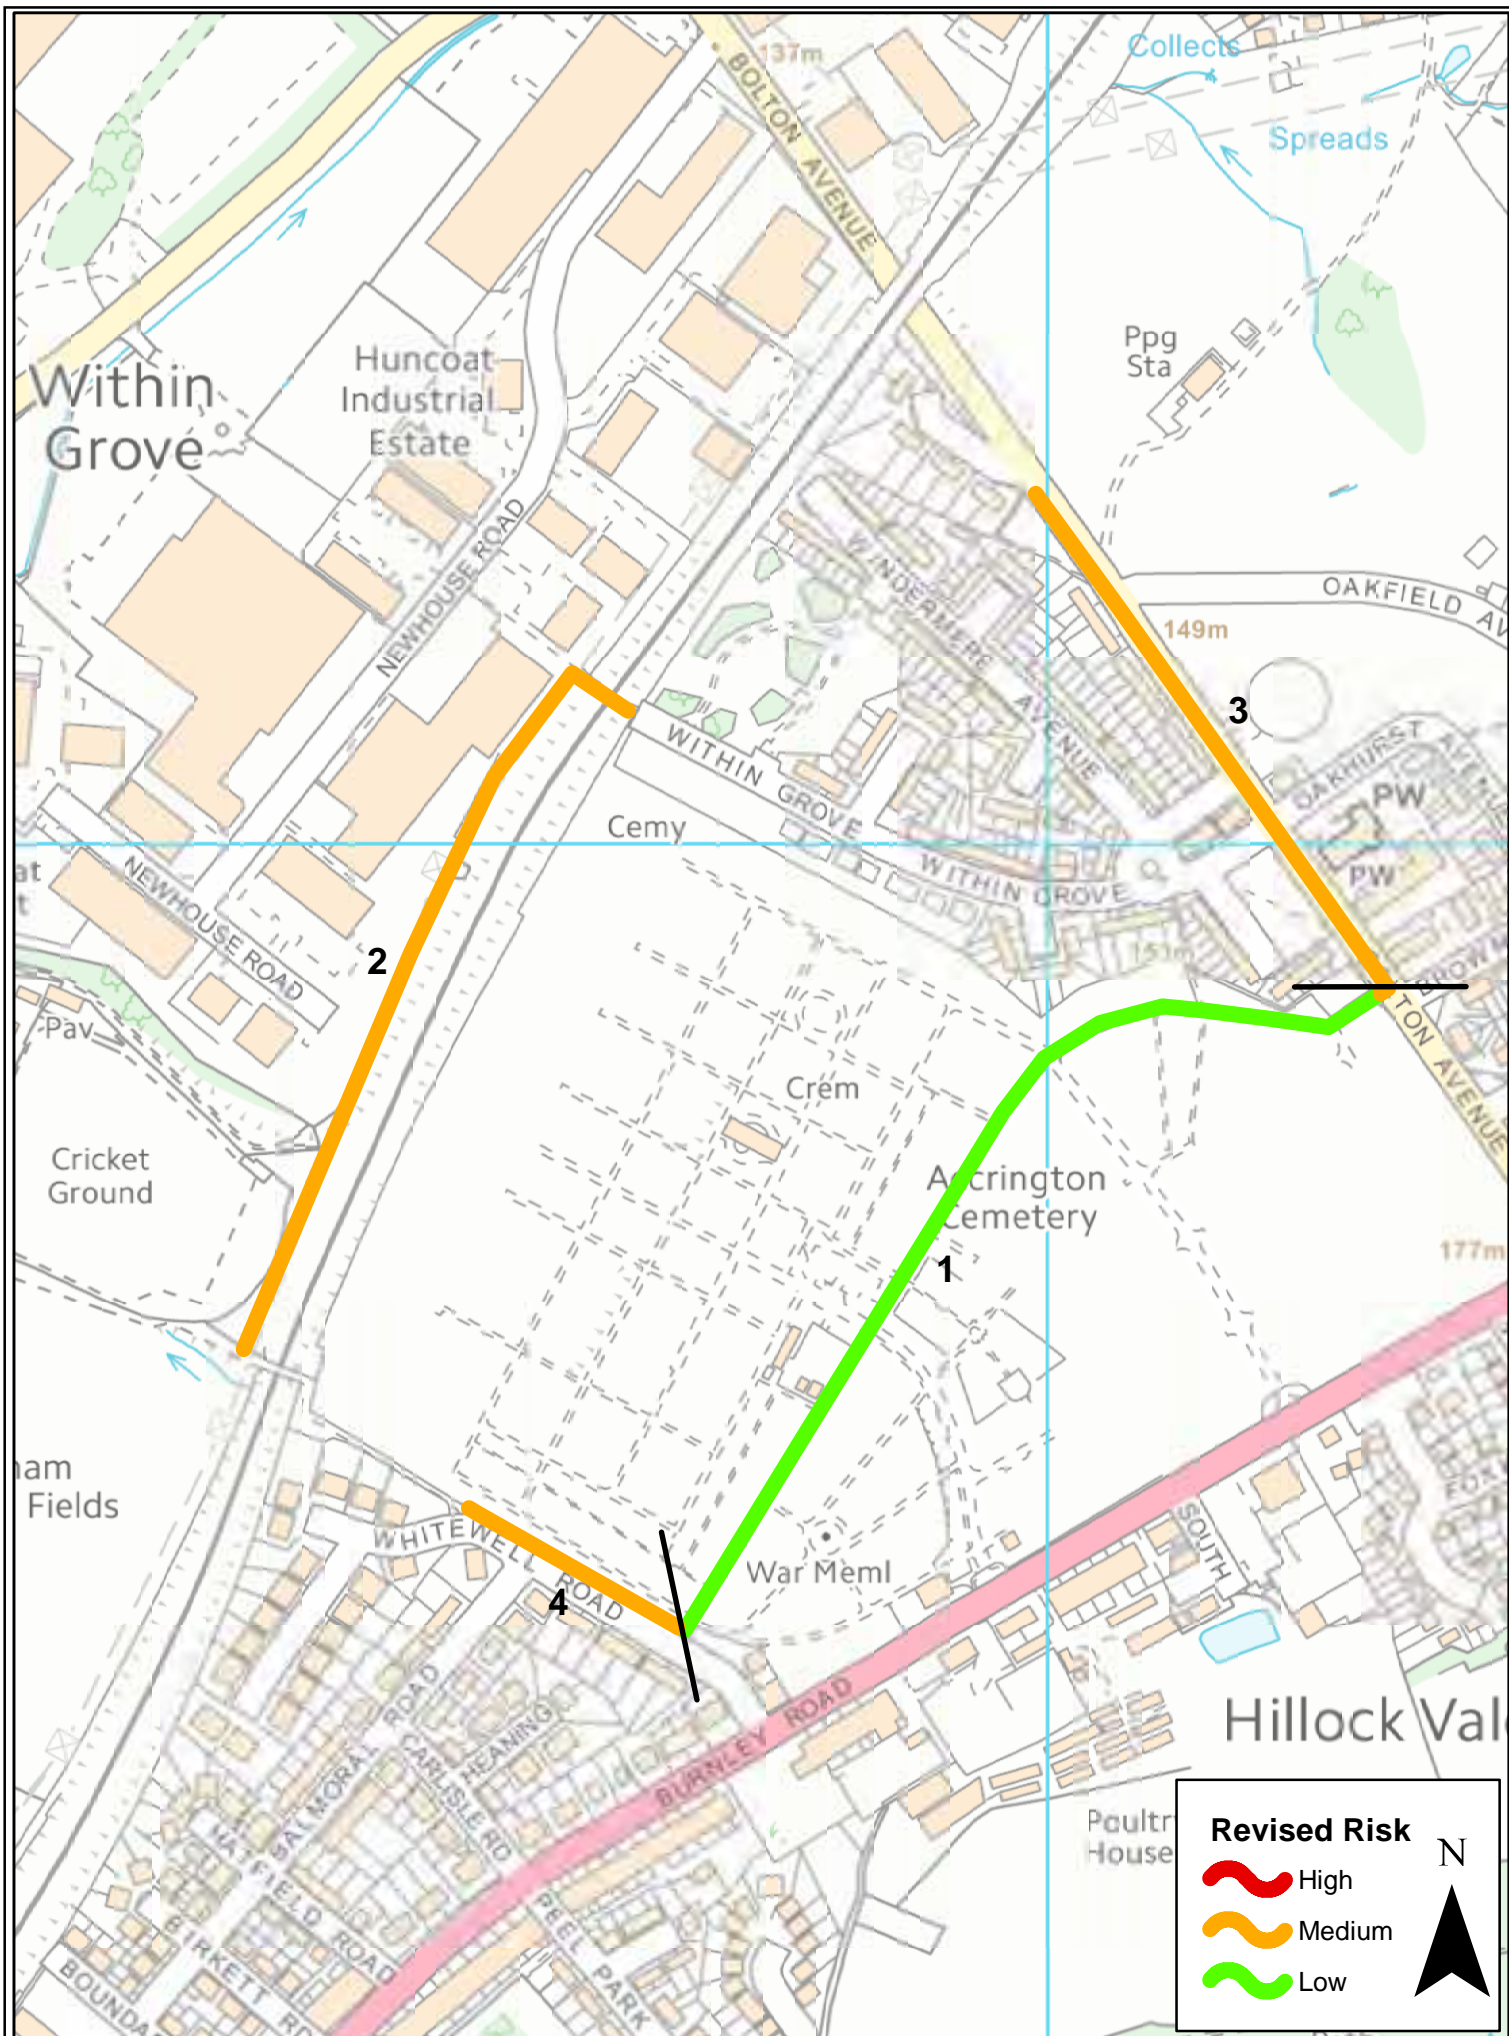 Collects
137m
BOLTON AVENUE
Spreads
Ppg
Sta
Within
Grove
Huncoat
Industrial
Estate
NEWHOUSE ROAD
WINDERMERE AVENUE
OAKFIELD
149m
3
OAKHURST
PW
PW
WITHIN GROVE
Cemy
WITHIN GROVE
NEWHOUSE ROAD
2
Pav
TON AVENUE
Crem
Cricket
Ground
Accrington
Cemetery
1
177m
am
Fields
WHITEWELL ROAD
4
War Meml
SOUTH
BURNLEY ROAD
BALMORAL ROAD
CARLISLE RD
HEANING
HATFIELD ROAD
BIRKETT RD
PEEL PARK
Hillock Val
Poultr
House
Revised Risk
N
High
Medium
Low